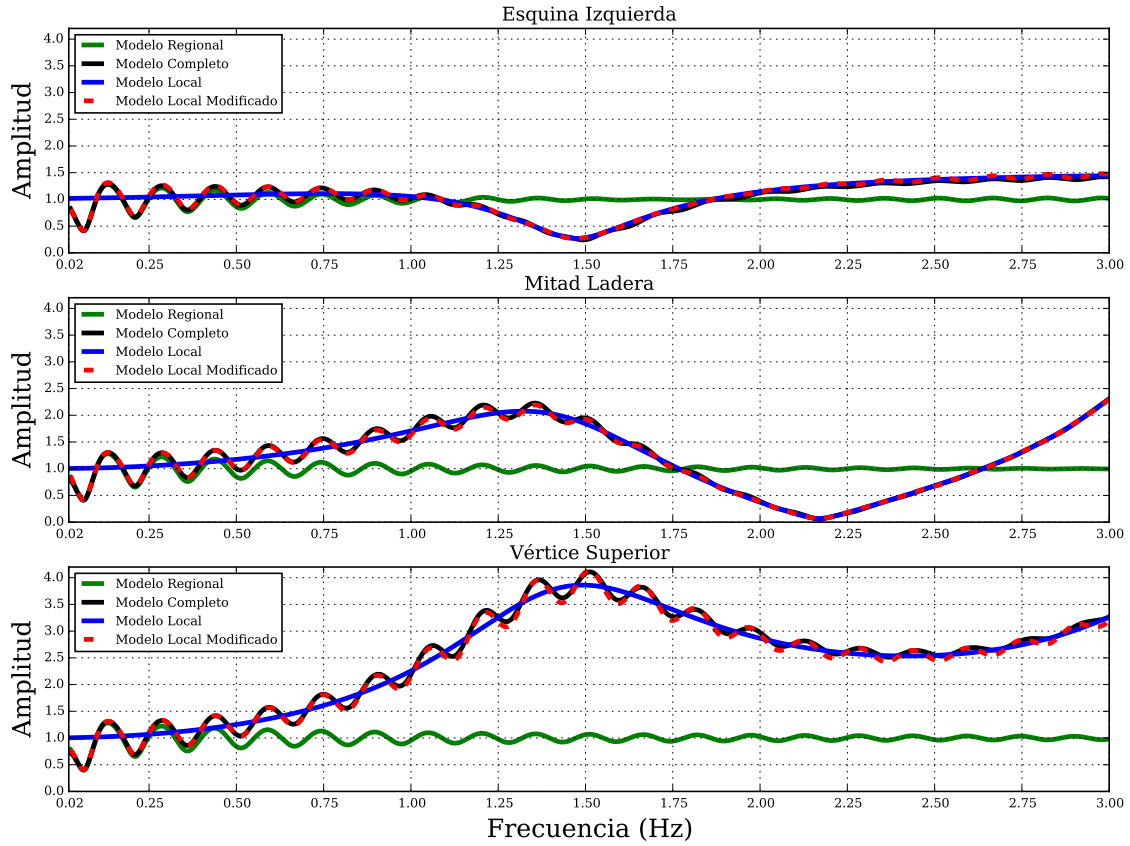 Esquina Izquierda
Amplitud
4.0
3.5
3.0
2.5
2.0
1.5
1.0
0.5
0.0
Modelo Regional
Modelo Completo
Modelo Local
Modelo Local Modificado
0.02 0.25 0.50 0.75 1.00 1.25 1.50 1.75 2.00 2.25 2.50 2.75 3.00
Mitad Ladera
Amplitud
4.0
3.5
3.0
2.5
2.0
1.5
1.0
0.5
0.0
Modelo Regional
Modelo Completo
Modelo Local
Modelo Local Modificado
0.02 0.25 0.50 0.75 1.00 1.25 1.50 1.75 2.00 2.25 2.50 2.75 3.00
Vértice Superior
Amplitud
4.0
3.5
3.0
2.5
2.0
1.5
1.0
0.5
0.0
Modelo Regional
Modelo Completo
Modelo Local
Modelo Local Modificado
0.02 0.25 0.50 0.75 1.00 1.25 1.50 1.75 2.00 2.25 2.50 2.75 3.00
Frecuencia (Hz)